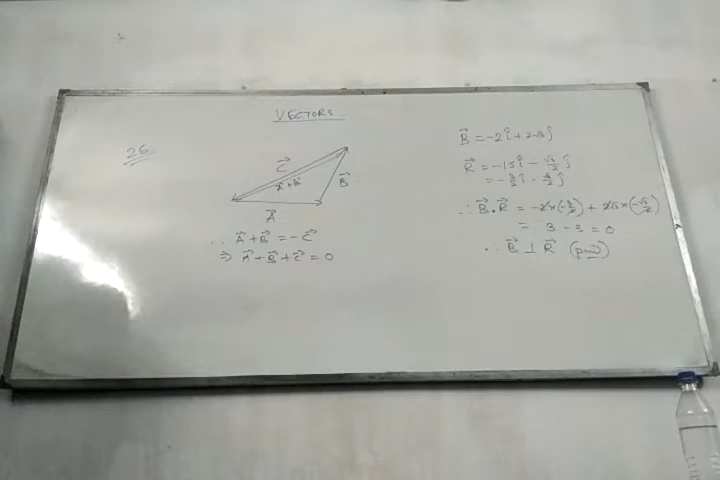 VECTORS
26
C⃗
A⃗+B⃗
B⃗
A⃗
∴ A⃗ + B⃗ = -C⃗
⇒ A⃗ + B⃗ + C⃗ = 0
B⃗ = -2î + 2√3ĵ
R⃗ = -1.5î - √3/2 ĵ
= -3/2 î - √3/2 ĵ
∴ B⃗ . R⃗ = -2×(-3/2) + 2√3×(-√3/2)
= 3 - 3 = 0
∴ B⃗ ⊥ R⃗